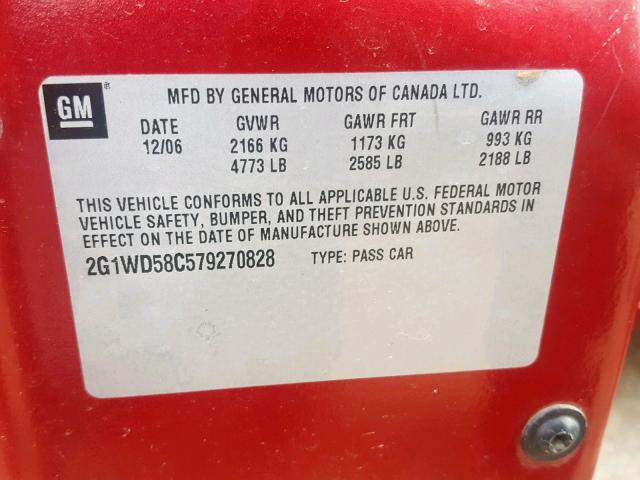 GM
MFD BY GENERAL MOTORS OF CANADA LTD.
DATE GVWR GAWR FRT GAWR RR
12/06 2166 KG 1173 KG 993 KG
4773 LB 2585 LB 2188 LB
THIS VEHICLE CONFORMS TO ALL APPLICABLE U.S. FEDERAL MOTOR
VEHICLE SAFETY, BUMPER, AND THEFT PREVENTION STANDARDS IN
EFFECT ON THE DATE OF MANUFACTURE SHOWN ABOVE.
2G1WD58C579270828 TYPE: PASS CAR